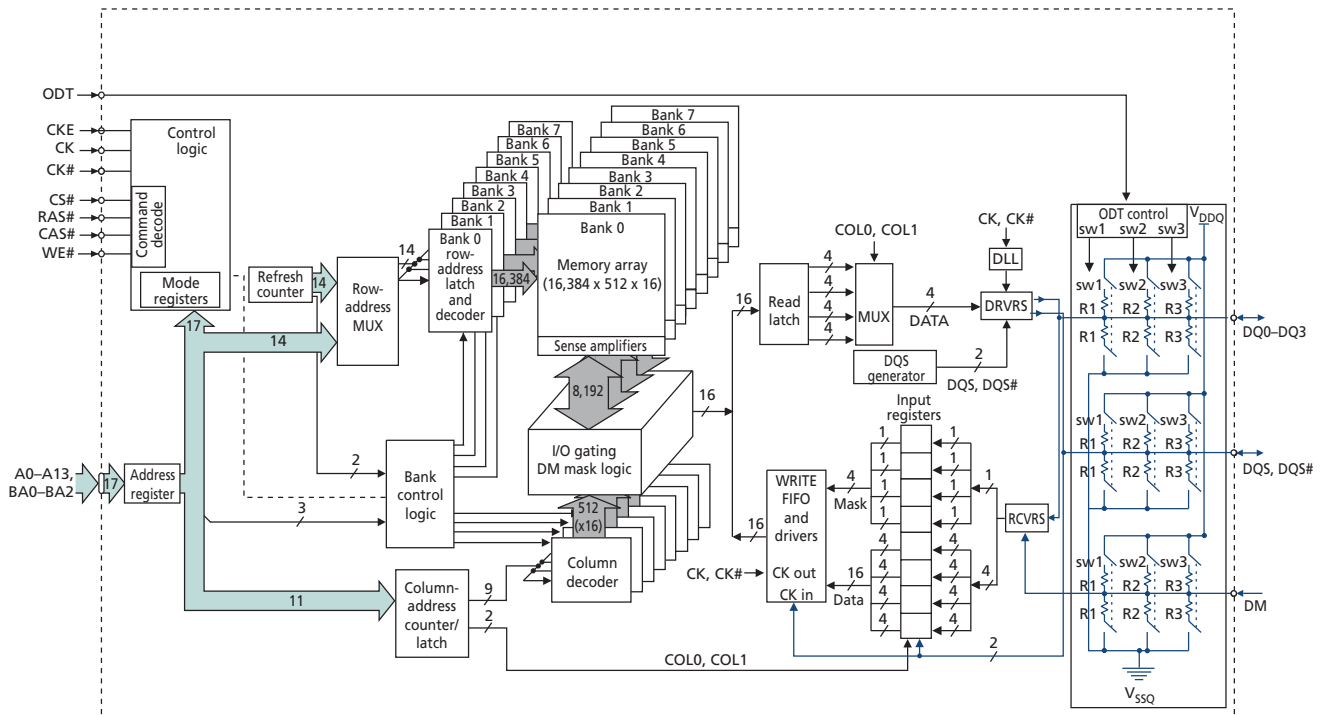 ODT
CKE
CK
CK#
CS#
RAS#
CAS#
WE#
Control
logic
Command
decode
Mode
registers
17
A0–A13,
BA0–BA2
17
Address
register
14
3
11
2
Refresh
counter
14
Row-
address
MUX
14
Bank 7
Bank 6
Bank 5
Bank 4
Bank 3
Bank 2
Bank 1
Bank 0
row-
address
latch
and
decoder
16,384
Bank 7
Bank 6
Bank 5
Bank 4
Bank 3
Bank 2
Bank 1
Bank 0
Memory array
(16,384 x 512 x 16)
Sense amplifiers
8,192
I/O gating
DM mask logic
16
512
(x16)
Column
decoder
Bank
control
logic
Column-
address
counter/
latch
9
2
COL0, COL1
16
Read
latch
4
4
4
4
COL0, COL1
MUX
4
DATA
CK, CK#
DLL
DRVRS
DQS
generator
2
DQS, DQS#
Input
registers
1
1
1
1
4
4
4
4
1
1
1
1
4
4
4
4
4
Mask
16
Data
1
4
RCVRS
2
16
WRITE
FIFO
and
drivers
CK out
CK in
CK, CK#
ODT control
sw1 sw2 sw3
VDDQ
sw1 sw2 sw3
R1 R2 R3
R1 R2 R3
DQ0–DQ3
sw1 sw2 sw3
R1 R2 R3
R1 R2 R3
DQS, DQS#
sw1 sw2 sw3
R1 R2 R3
R1 R2 R3
DM
VSSQ